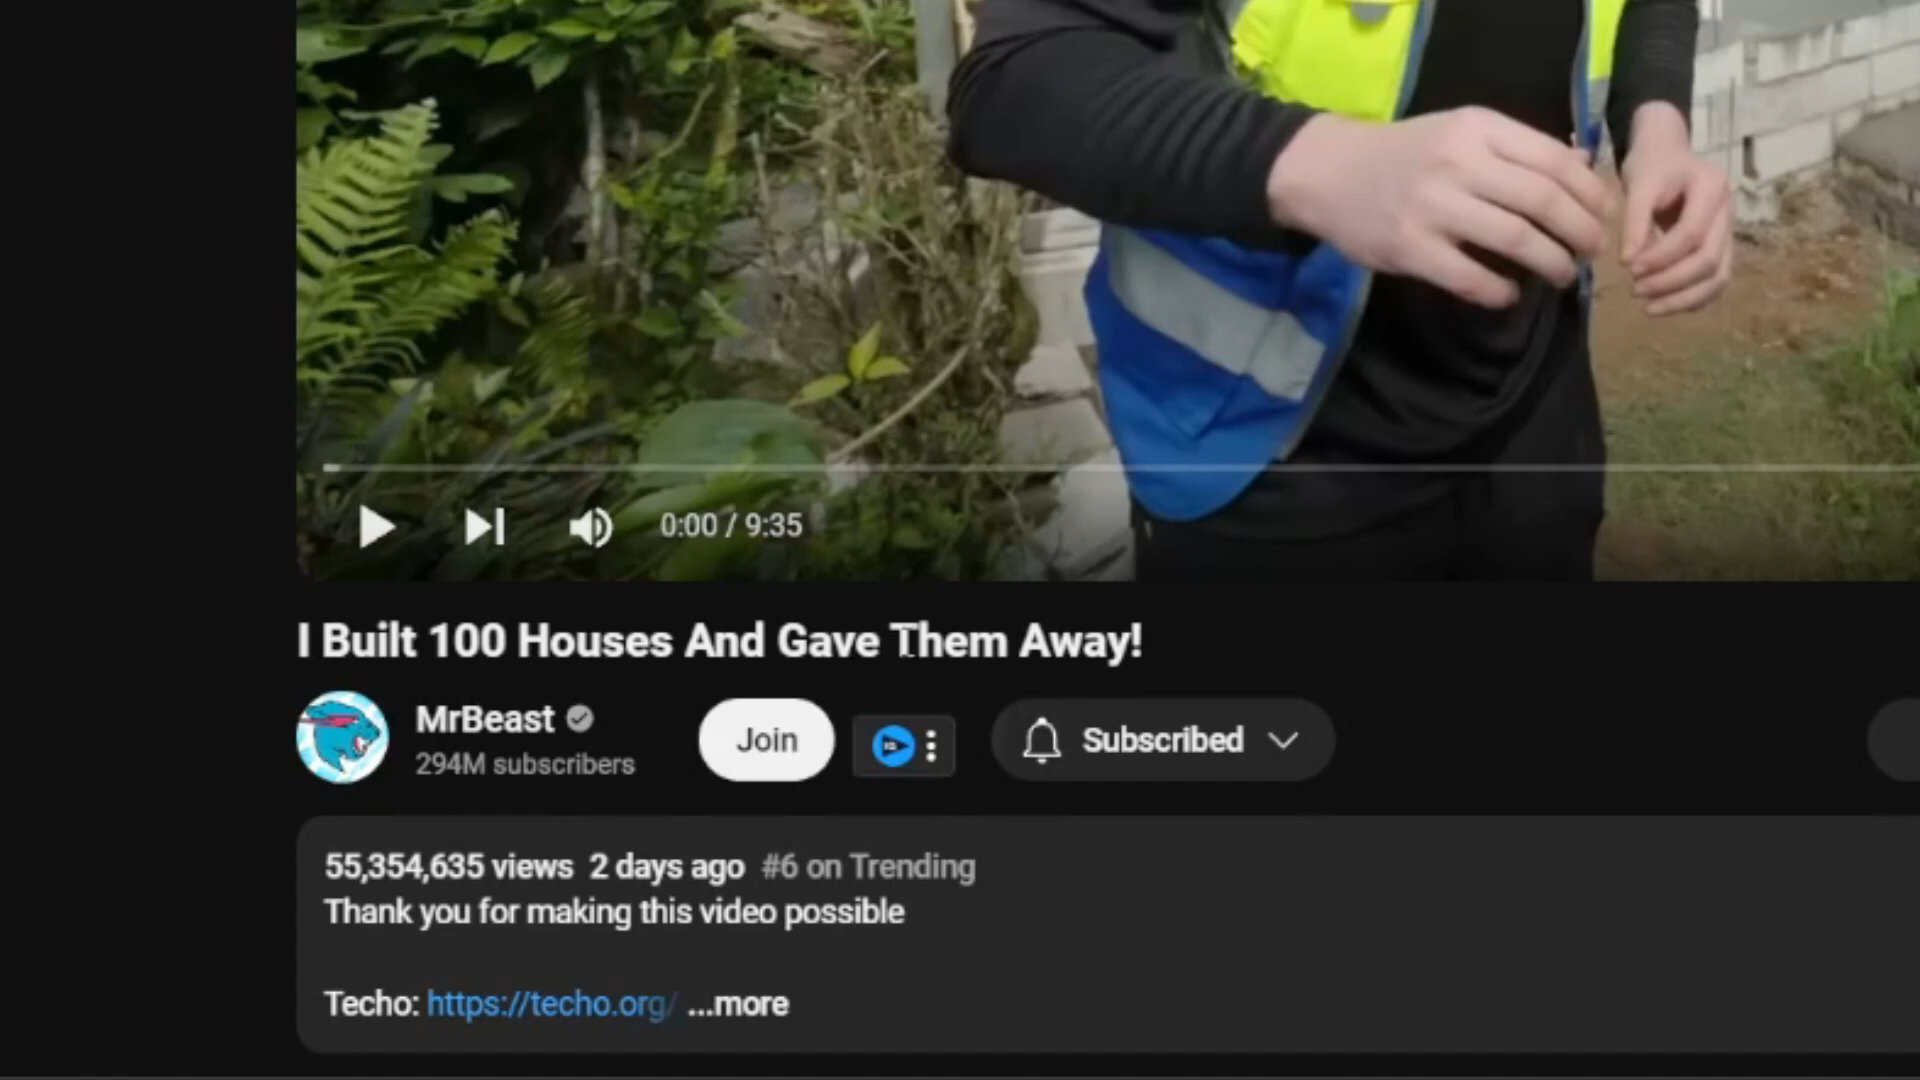 0:00 / 9:35
I Built 100 Houses And Gave Them Away!
MrBeast
294M subscribers
Join
Subscribed
55,354,635 views 2 days ago #6 on Trending
Thank you for making this video possible
Techo: https://techo.org/ ...more